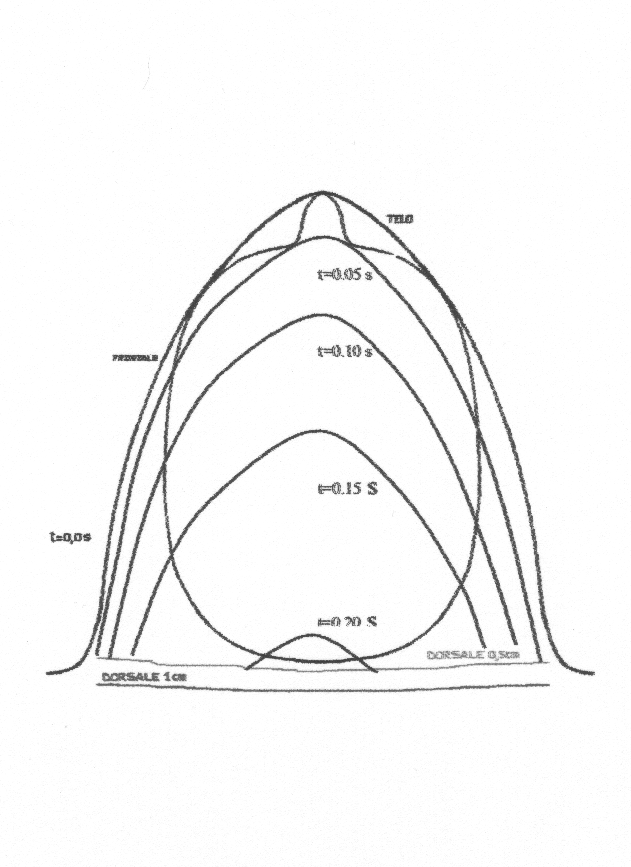 TELO
t=0.05 s
t=0.10 s
FRONTALE
t=0.15 S
t=0,0s
t=0.20 S
DORSALE 0,5cm
DORSALE 1cm